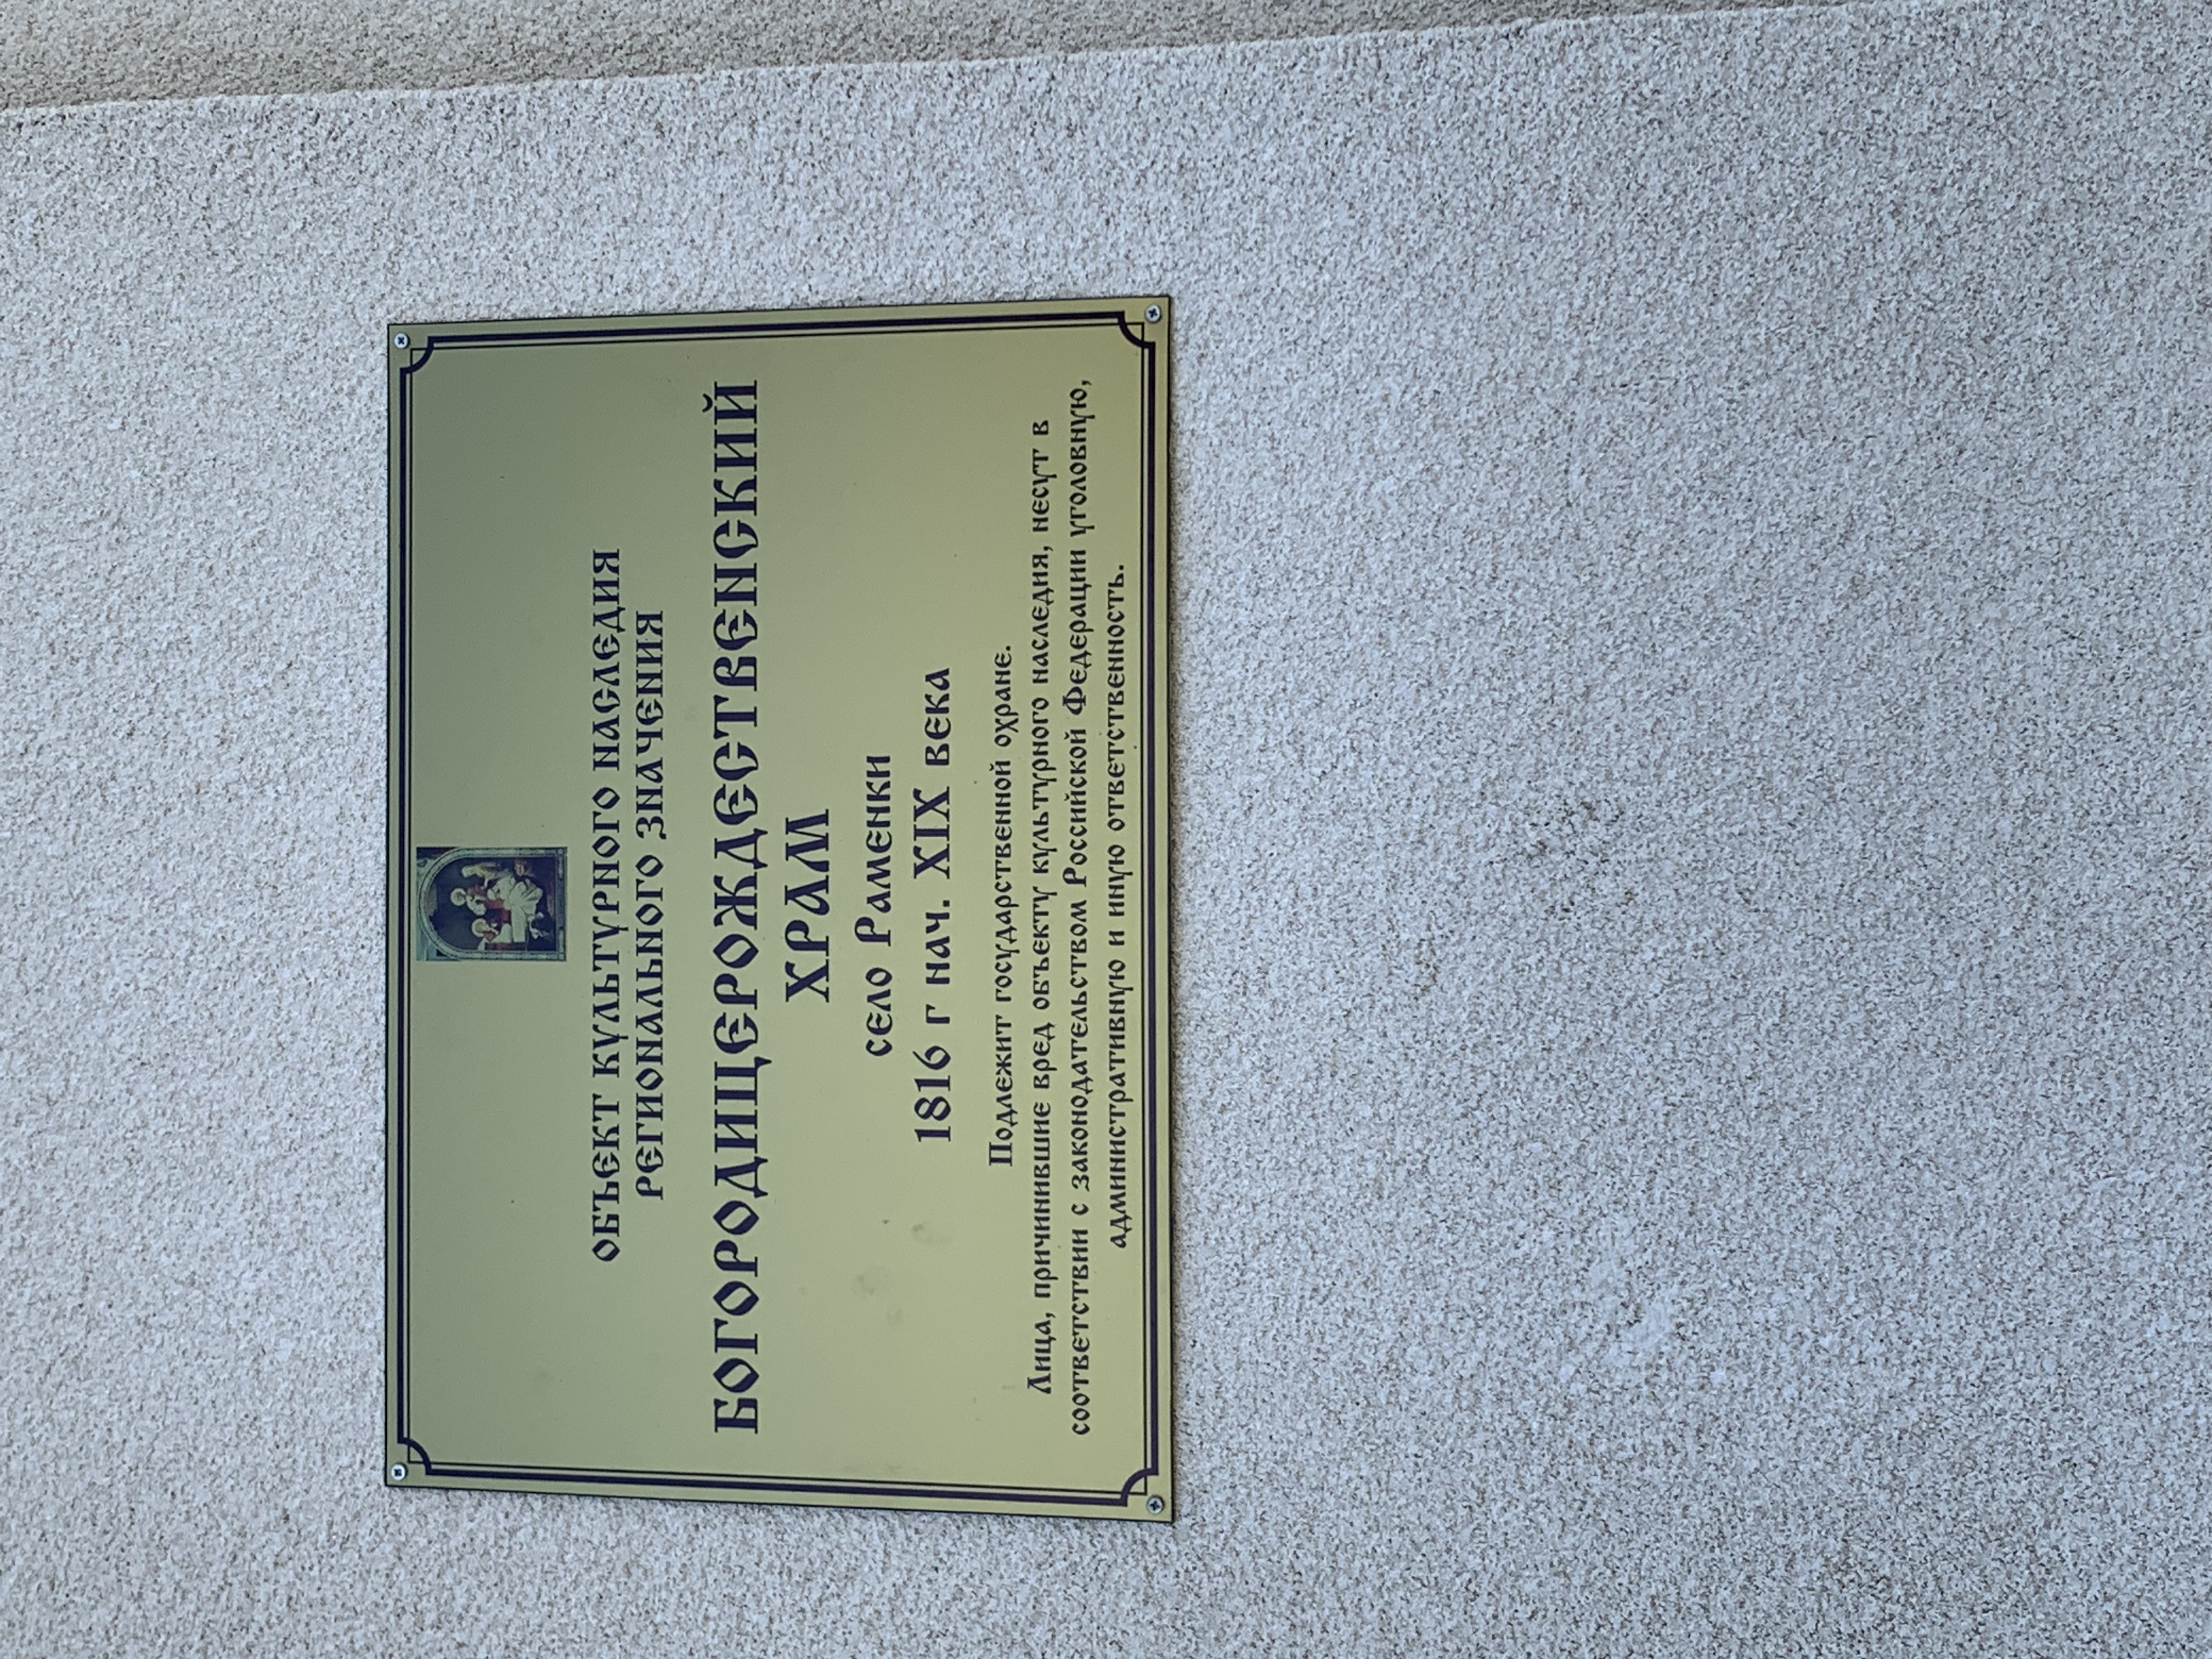 ОБЪЕКТ КУЛЬТУРНОГО НАСЛЕДИЯ
РЕГИОНАЛЬНОГО ЗНАЧЕНИЯ
БОГОРОДИЦЕРОЖДЕСТВЕНСКИЙ
ХРАМ
село Раменки
1816 г нач. XIX века
Подлежит государственной охране.
Лица, причинившие вред объекту культурного наследия, несут в
соответствии с законодательством Российской Федерации уголовную,
административную и иную ответственность.